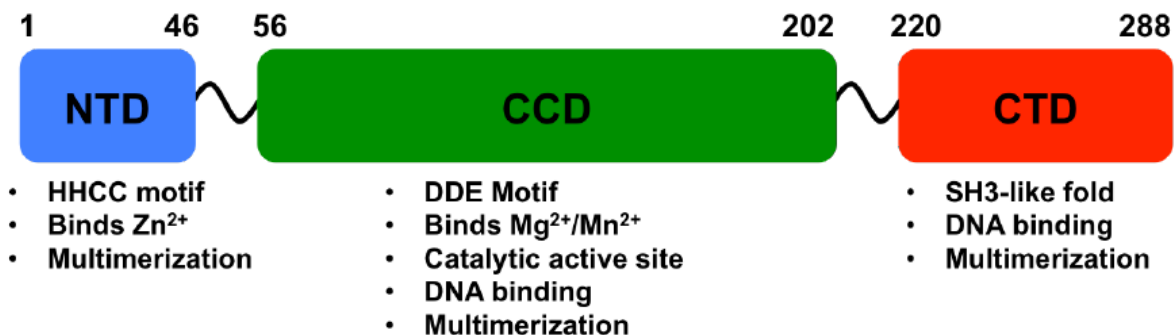 1 46 56 202 220 288
NTD CCD CTD
• HHCC motif
• Binds Zn²⁺
• Multimerization
• DDE Motif
• Binds Mg²⁺/Mn²⁺
• Catalytic active site
• DNA binding
• Multimerization
• SH3-like fold
• DNA binding
• Multimerization